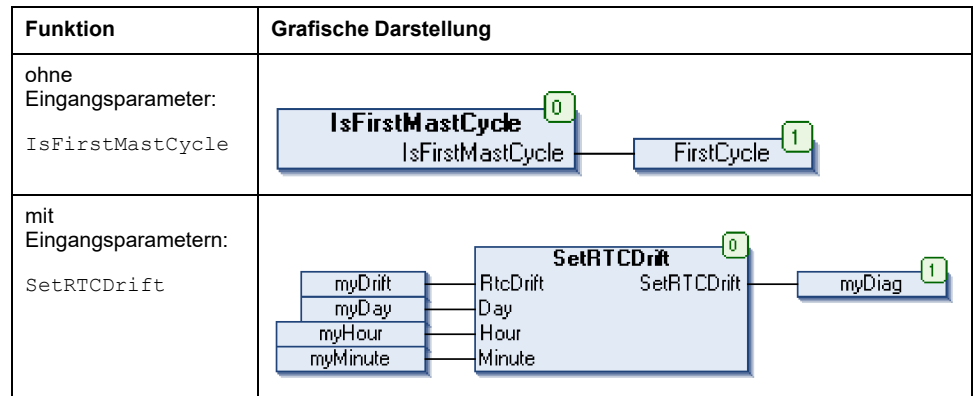 Funktion
Grafische Darstellung
ohne
Eingangsparameter:
IsFirstMastCycle
0
IsFirstMastCycle
IsFirstMastCycle
FirstCycle
1
mit
Eingangsparametern:
SetRTCDrift
0
SetRTCDrift
myDrift RtcDrift SetRTCDrift myDiag 1
myDay Day
myHour Hour
myMinute Minute